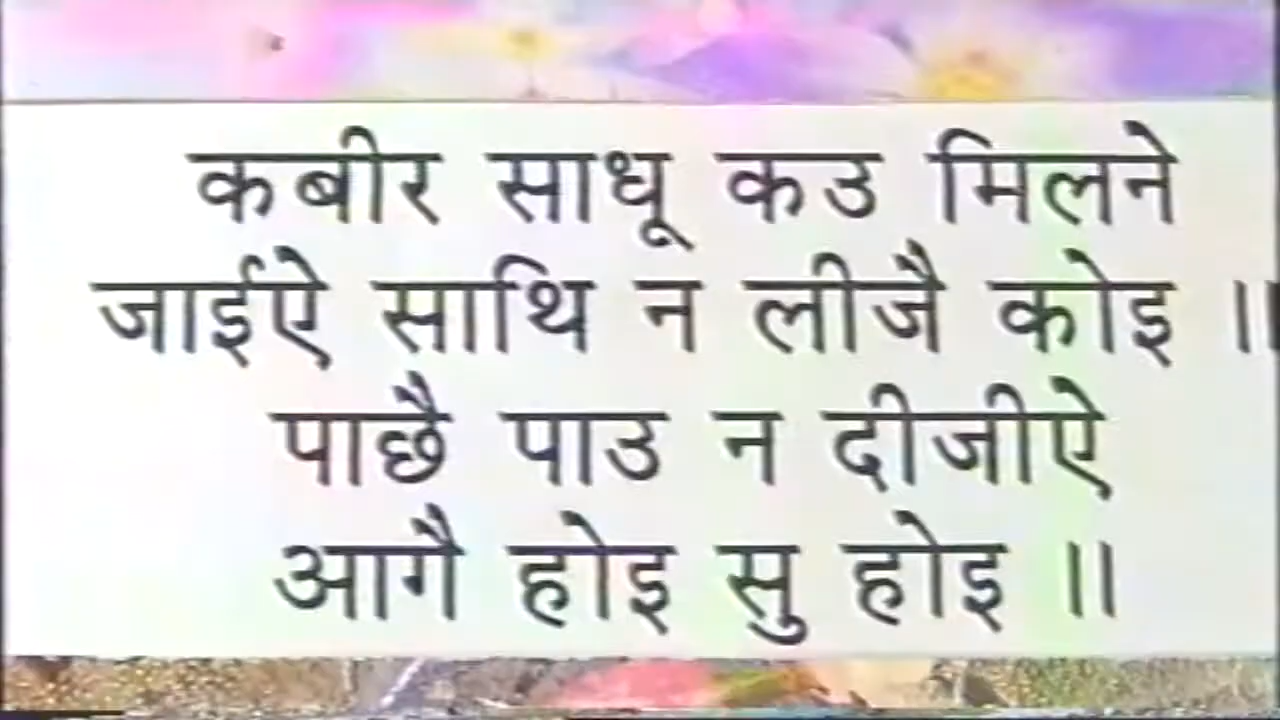 कबीर साधू कउ मिलने
जाईऐ साथि न लीजै कोइ ॥
पाछै पाउ न दीजीऐ
आगै होइ सु होइ ॥